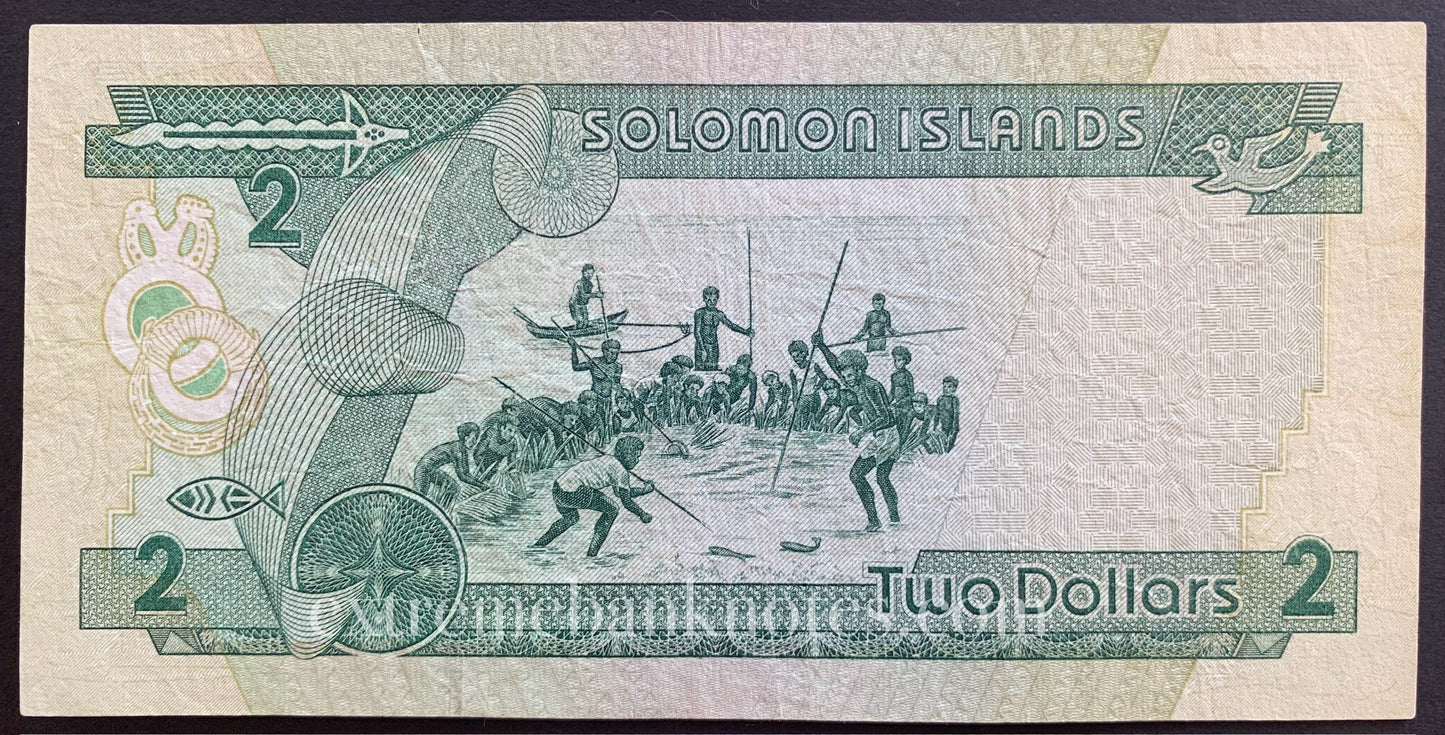 SOLOMON ISLANDS
2
2
Two Dollars
2
extremebanknotes.com